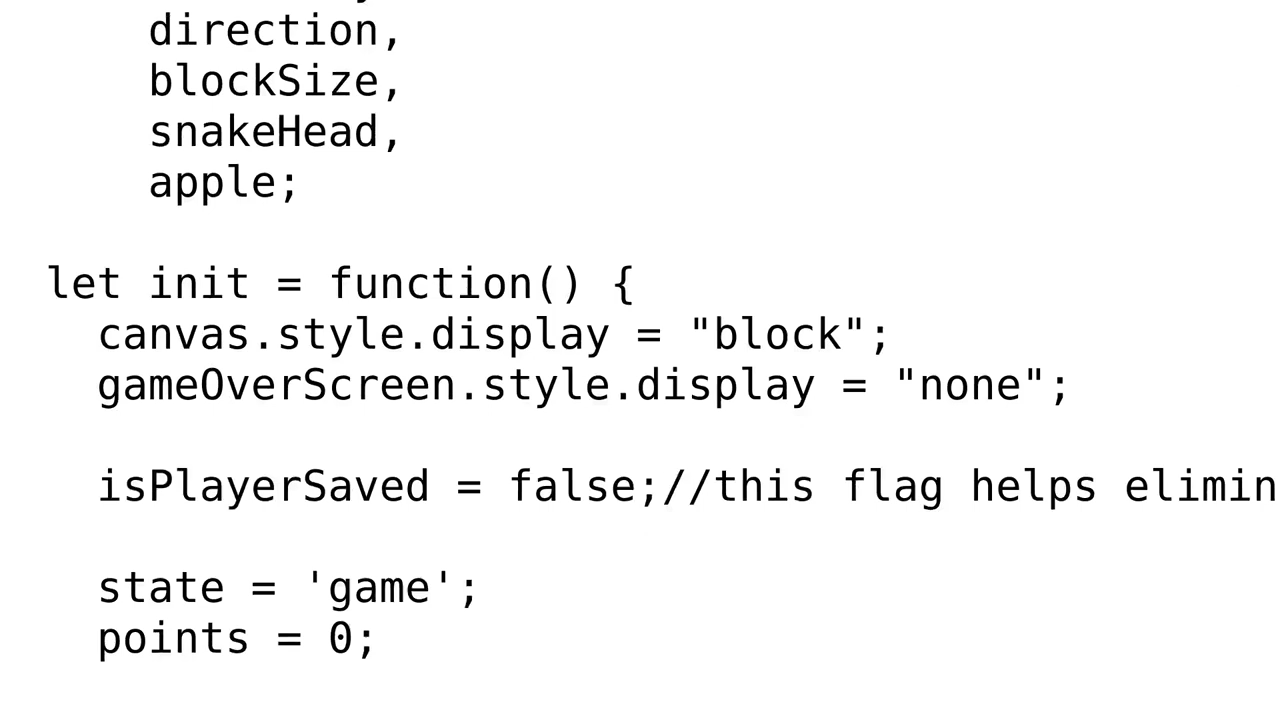 direction,
blockSize,
snakeHead,
apple;
let init = function() {
canvas.style.display = "block";
gameOverScreen.style.display = "none";
isPlayerSaved = false;//this flag helps elimin
state = 'game';
points = 0;